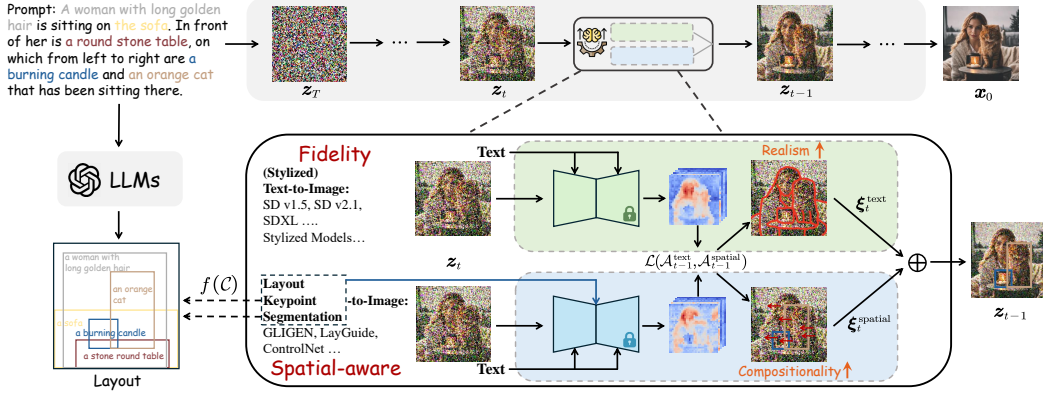 Prompt: A woman with long golden
hair is sitting on the sofa. In front
of her is a round stone table, on
which from left to right are a
a burning candle and an orange cat
that has been sitting there.
z_T
...
z_t
z_{t-1}
...
x_0
LLMs
a woman with
long golden hair
an orange
cat
a sofa
a burning candle
a stone round table
Layout
f(C)
Fidelity
(Stylized)
Text-to-Image:
SD v1.5, SD v2.1,
SDXL ....
Stylized Models...
z_t
Layout
Keypoint
Segmentation
-to-Image:
GLIGEN, LayGuide,
ControlNet ...
Spatial-aware
Text
Realism
L(A_{t-1}^{text}, A_{t-1}^{spatial})
Compositionality
Text
ξ_t^{text}
ξ_t^{spatial}
z_{t-1}